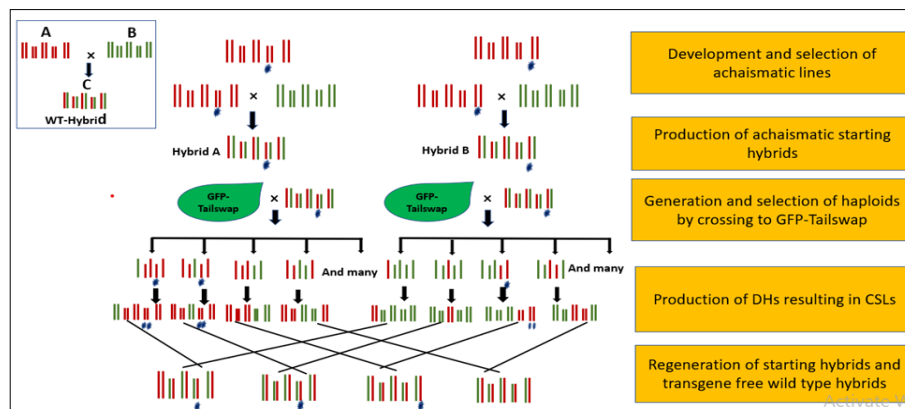 A
B
×
C
WT-Hybrid
×
×
Hybrid A
Hybrid B
GFP-
Tailswap
×
GFP-
Tailswap
×
And many
And many
Development and selection of
achaismatic lines
Production of achaismatic starting
hybrids
Generation and selection of haploids
by crossing to GFP-Tailswap
Production of DHs resulting in CSLs
Regeneration of starting hybrids and
transgene free wild type hybrids
Activate W